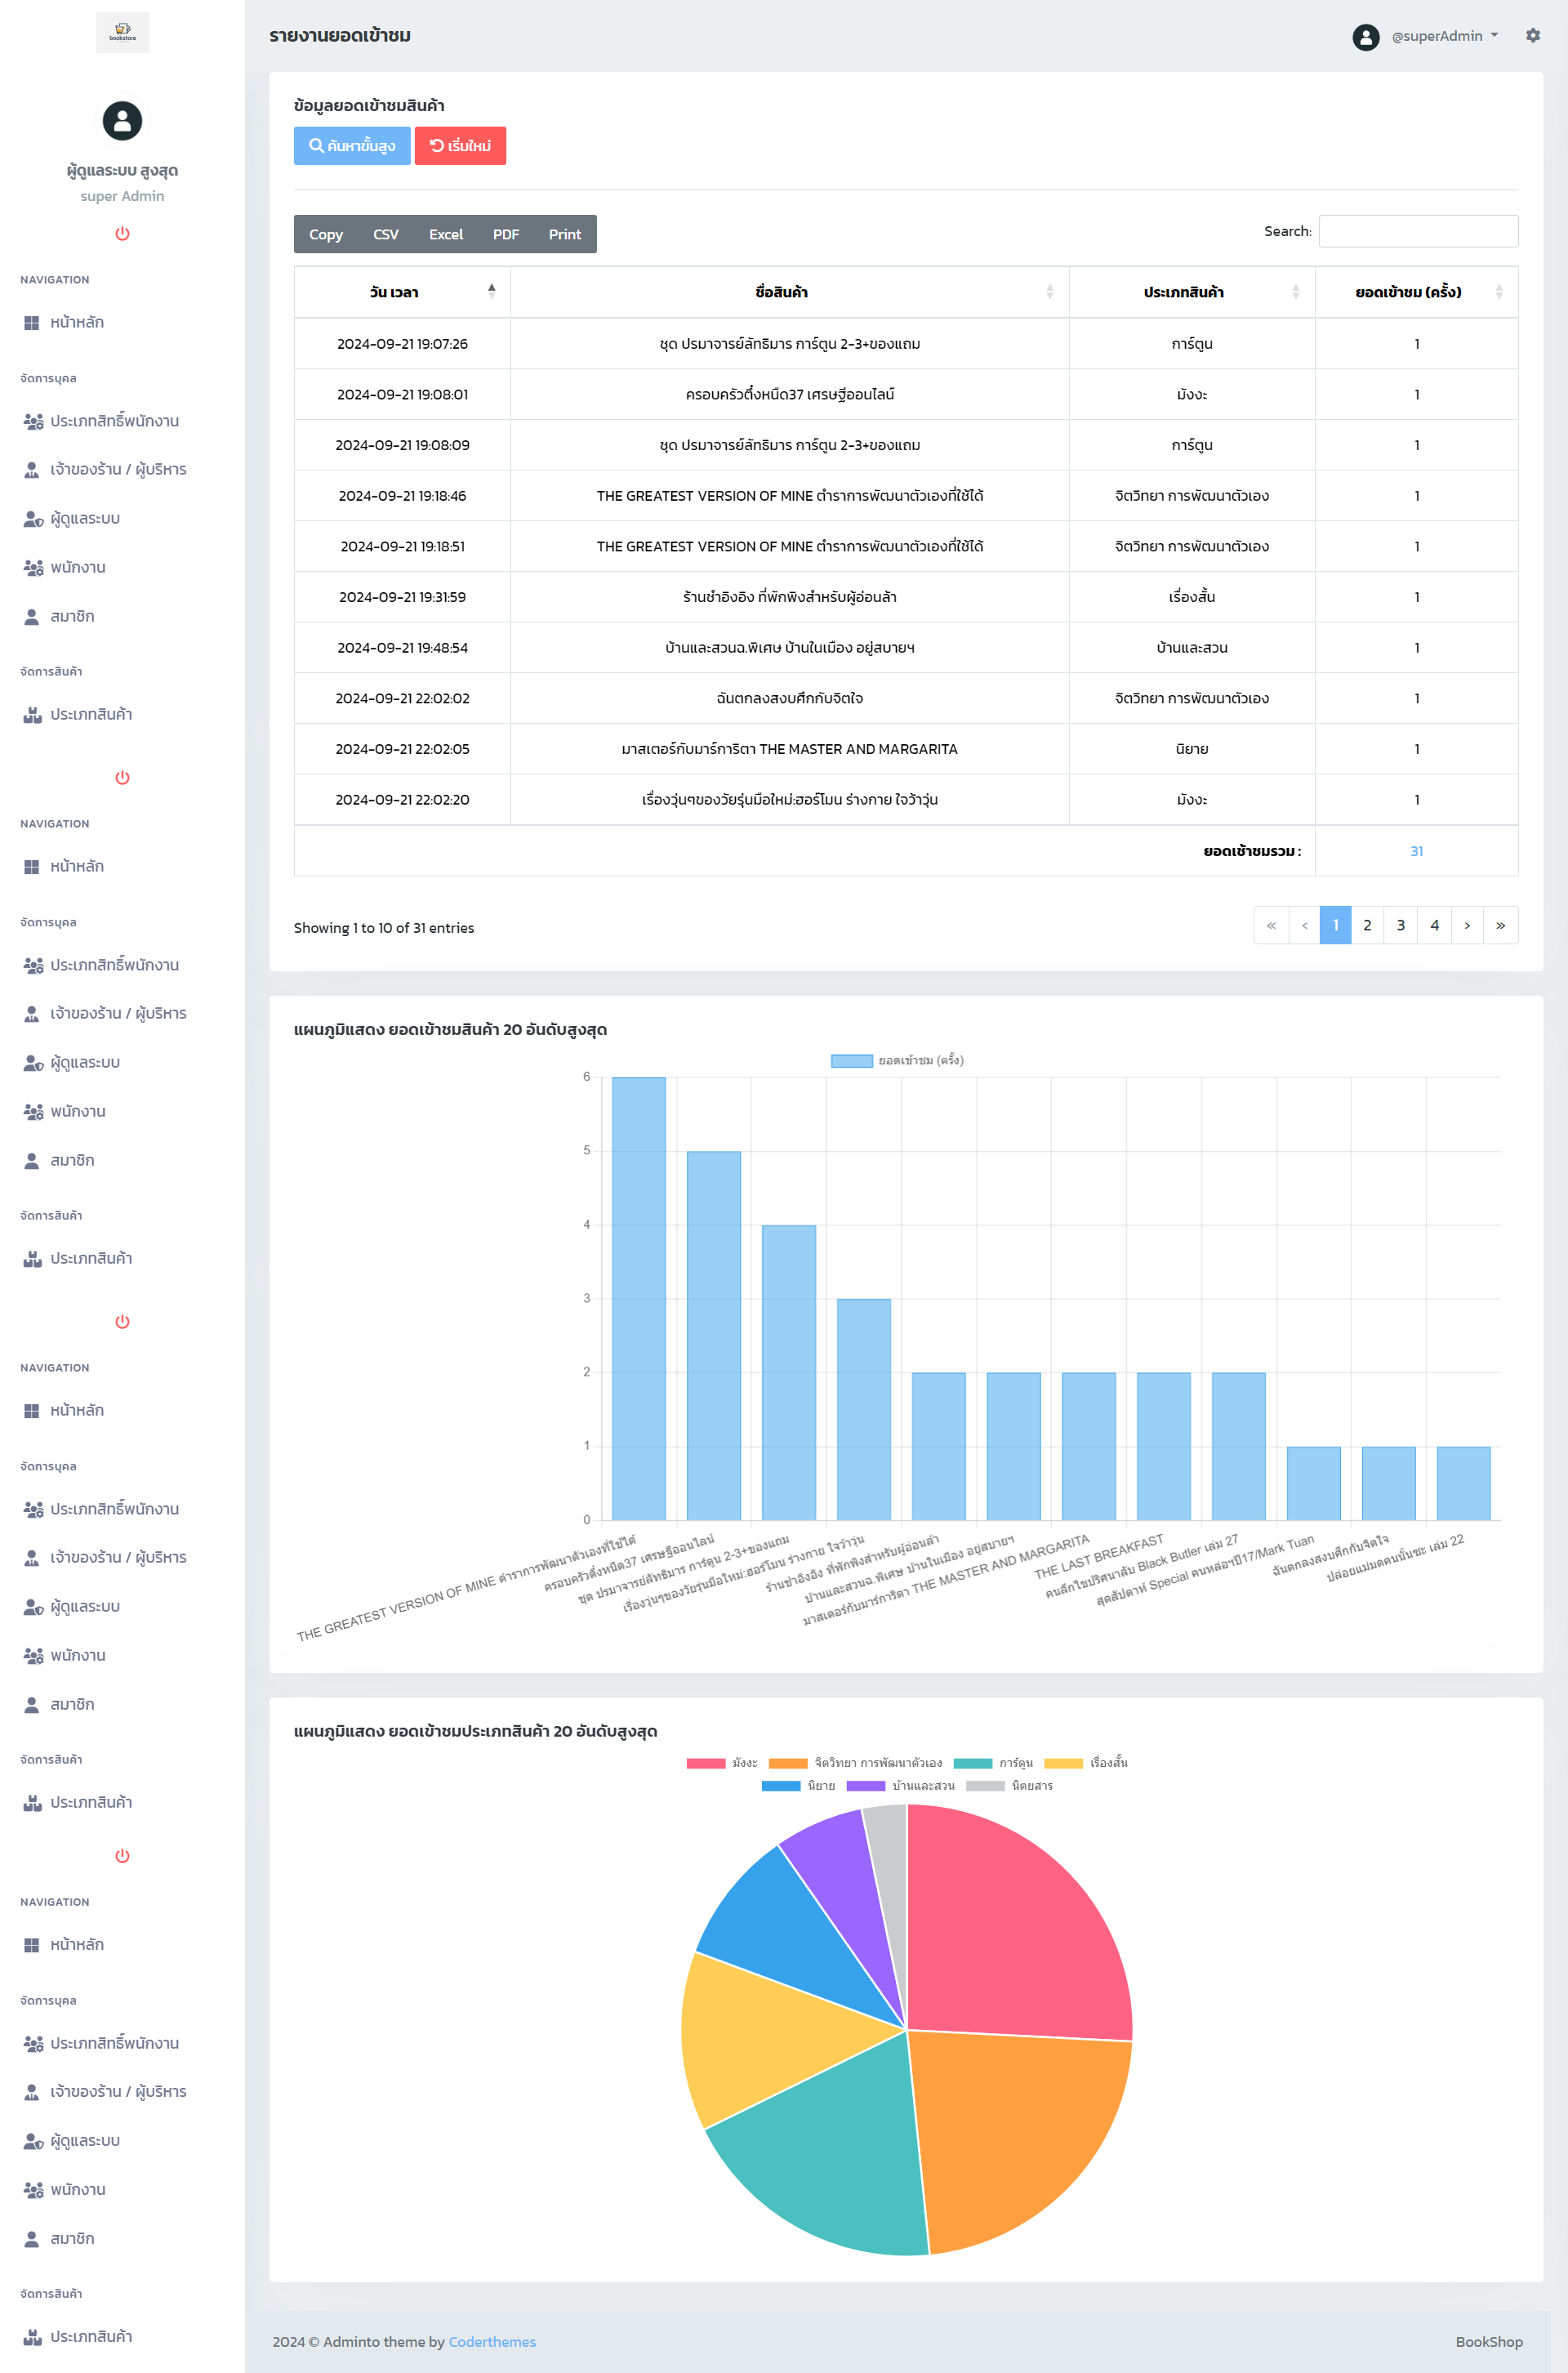 bookstore
ผู้ดูแลระบบ สูงสุด
super Admin
NAVIGATION
หน้าหลัก
จัดการบุคล
ประเภทสิทธิ์พนักงาน
เจ้าของร้าน / ผู้บริหาร
ผู้ดูแลระบบ
พนักงาน
สมาชิก
จัดการสินค้า
ประเภทสินค้า
NAVIGATION
หน้าหลัก
จัดการบุคล
ประเภทสิทธิ์พนักงาน
เจ้าของร้าน / ผู้บริหาร
ผู้ดูแลระบบ
พนักงาน
สมาชิก
จัดการสินค้า
ประเภทสินค้า
NAVIGATION
หน้าหลัก
จัดการบุคล
ประเภทสิทธิ์พนักงาน
เจ้าของร้าน / ผู้บริหาร
ผู้ดูแลระบบ
พนักงาน
สมาชิก
จัดการสินค้า
ประเภทสินค้า
NAVIGATION
หน้าหลัก
จัดการบุคล
ประเภทสิทธิ์พนักงาน
เจ้าของร้าน / ผู้บริหาร
ผู้ดูแลระบบ
พนักงาน
สมาชิก
จัดการสินค้า
ประเภทสินค้า
รายงานยอดเข้าชม @superAdmin
ข้อมูลยอดเข้าชมสินค้า
ค้นหาขั้นสูง เริ่มใหม่
Copy CSV Excel PDF Print Search:
วัน เวลา ชื่อสินค้า ประเภทสินค้า ยอดเข้าชม (ครั้ง)
2024-09-21 19:07:26 ชุด ปรมาจารย์ลัทธิมาร การ์ตูน 2-3+ของแถม การ์ตูน 1
2024-09-21 19:08:01 ครอบครัวตึ๋งหนืด37 เศรษฐีออนไลน์ มังงะ 1
2024-09-21 19:08:09 ชุด ปรมาจารย์ลัทธิมาร การ์ตูน 2-3+ของแถม การ์ตูน 1
2024-09-21 19:18:46 THE GREATEST VERSION OF MINE ตำราการพัฒนาตัวเองที่ใช้ได้ จิตวิทยา การพัฒนาตัวเอง 1
2024-09-21 19:18:51 THE GREATEST VERSION OF MINE ตำราการพัฒนาตัวเองที่ใช้ได้ จิตวิทยา การพัฒนาตัวเอง 1
2024-09-21 19:31:59 ร้านชำอิงอิง ที่พักพิงสำหรับผู้อ่อนล้า เรื่องสั้น 1
2024-09-21 19:48:54 บ้านและสวนฉ.พิเศษ บ้านในเมือง อยู่สบายฯ บ้านและสวน 1
2024-09-21 22:02:02 ฉันตกลงสงบศึกกับจิตใจ จิตวิทยา การพัฒนาตัวเอง 1
2024-09-21 22:02:05 มาสเตอร์กับมาร์การิตา THE MASTER AND MARGARITA นิยาย 1
2024-09-21 22:02:20 เรื่องวุ่นๆของวัยรุ่นมือใหม่:ฮอร์โมน ร่างกาย ใจว้าวุ่น มังงะ 1
ยอดเช้าชมรวม : 31
Showing 1 to 10 of 31 entries « ‹ 1 2 3 4 › »
แผนภูมิแสดง ยอดเข้าชมสินค้า 20 อันดับสูงสุด
ยอดเข้าชม (ครั้ง)
6
5
4
3
2
1
0
THE GREATEST VERSION OF MINE ตำราการพัฒนาตัวเองที่ใช้ได้
ครอบครัวตึ๋งหนืด37 เศรษฐีออนไลน์
ชุด ปรมาจารย์ลัทธิมาร การ์ตูน 2-3+ของแถม
เรื่องวุ่นๆของวัยรุ่นมือใหม่:ฮอร์โมน ร่างกาย ใจว้าวุ่น
ร้านชำอิงอิง ที่พักพิงสำหรับผู้อ่อนล้า
บ้านและสวนฉ.พิเศษ บ้านในเมือง อยู่สบายฯ
มาสเตอร์กับมาร์การิตา THE MASTER AND MARGARITA
THE LAST BREAKFAST
คนลึกไขปริศนาลับ Black Butler เล่ม 27
สุดสัปดาห์ Special คนหล่อฯปี17/Mark Tuan
ฉันตกลงสงบศึกกับจิตใจ
ปล่อยแม่มดคนนั้นซะ เล่ม 22
แผนภูมิแสดง ยอดเข้าชมประเภทสินค้า 20 อันดับสูงสุด
มังงะ จิตวิทยา การพัฒนาตัวเอง การ์ตูน เรื่องสั้น
นิยาย บ้านและสวน นิตยสาร
2024 © Adminto theme by Coderthemes BookShop